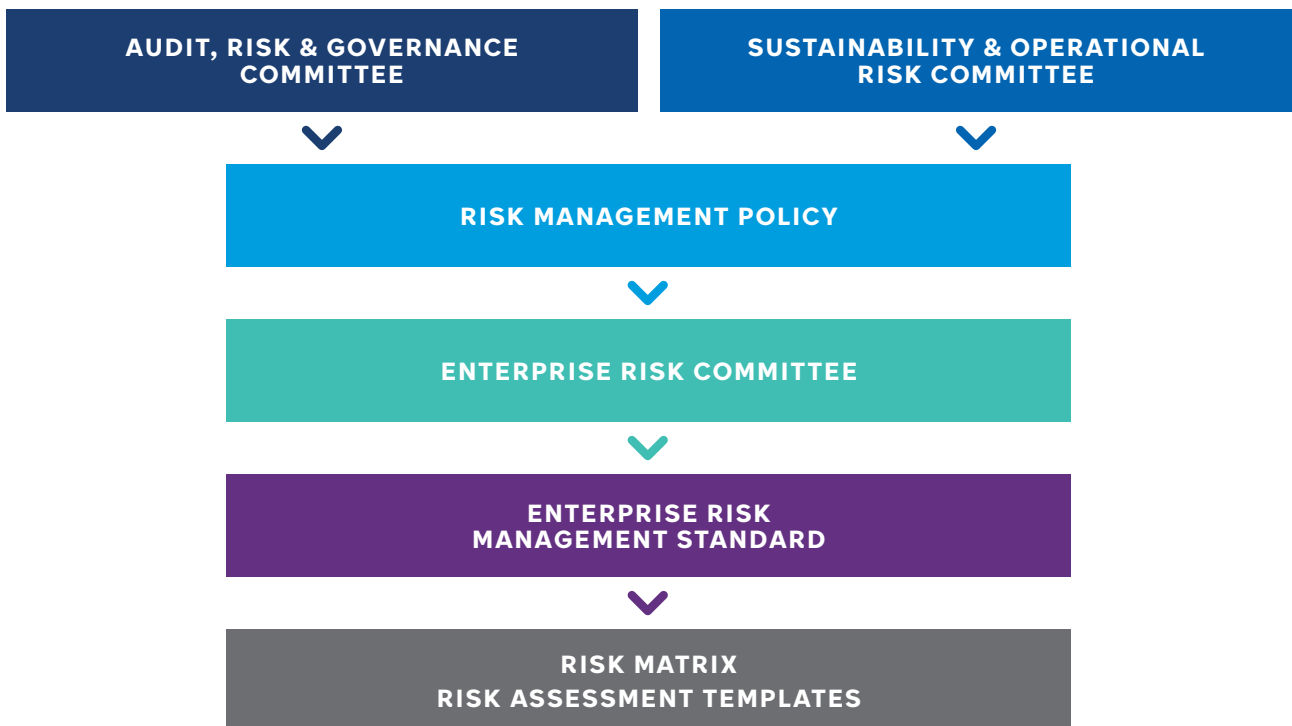 AUDIT, RISK & GOVERNANCE
COMMITTEE
SUSTAINABILITY & OPERATIONAL
RISK COMMITTEE
RISK MANAGEMENT POLICY
ENTERPRISE RISK COMMITTEE
ENTERPRISE RISK
MANAGEMENT STANDARD
RISK MATRIX
RISK ASSESSMENT TEMPLATES